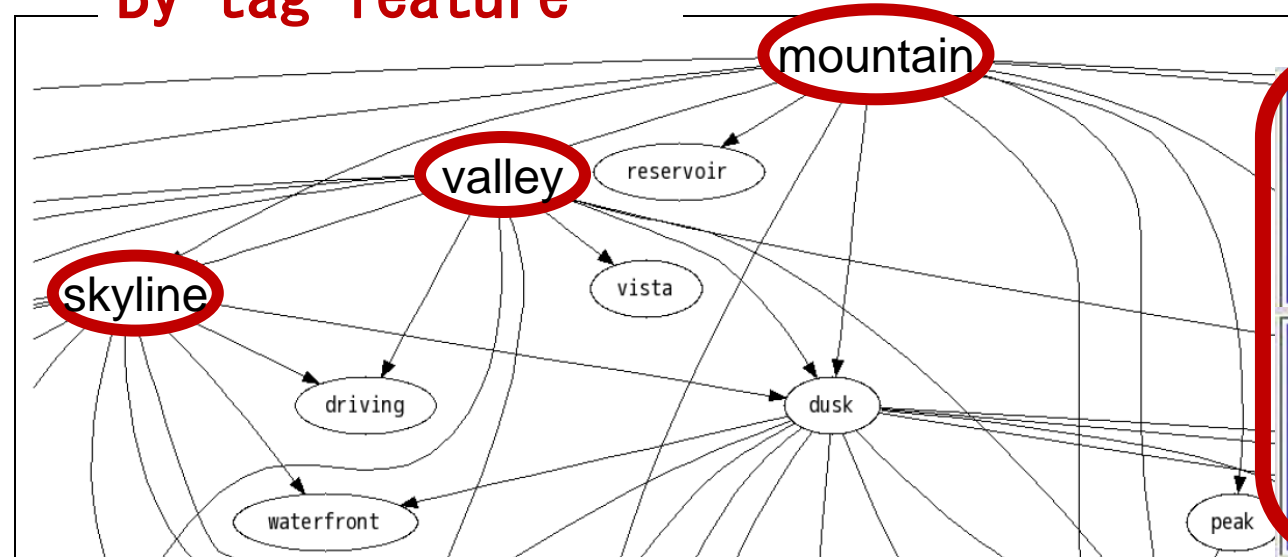 By tag feature
mountain
reservoir
valley
vista
skyline
driving
dusk
waterfront
peak